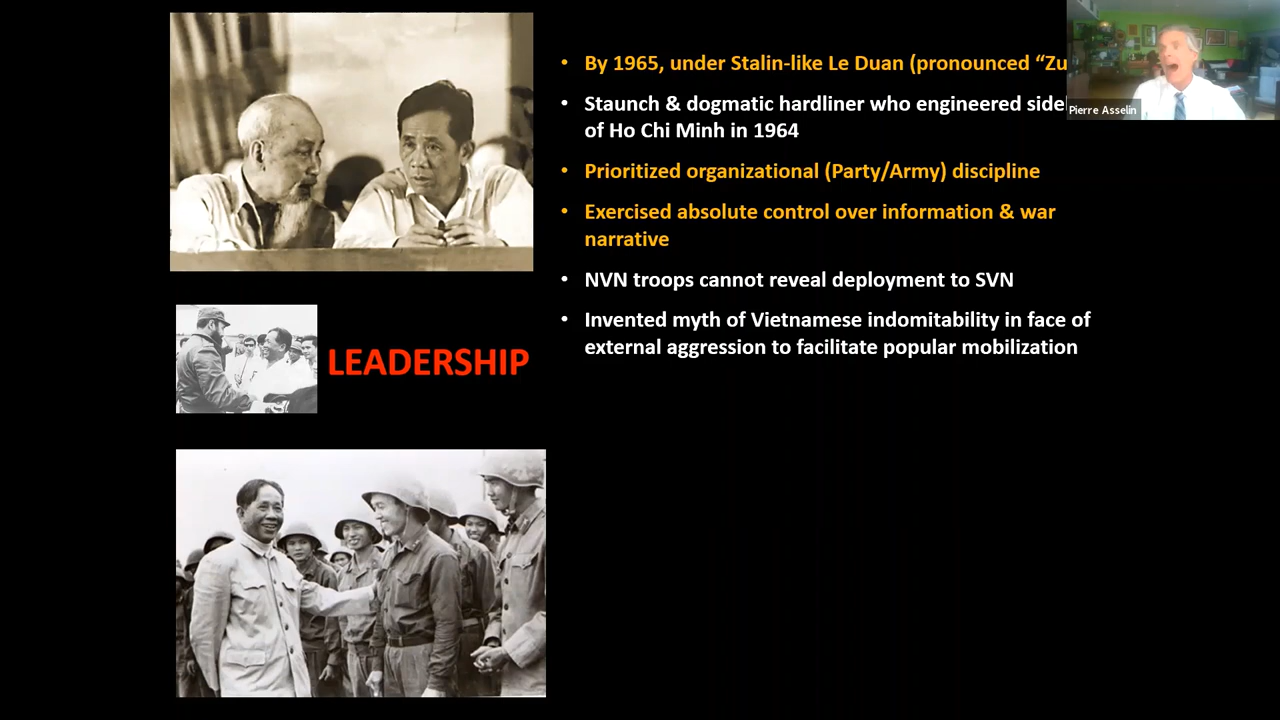 • By 1965, under Stalin-like Le Duan (pronounced “Zu
• Staunch & dogmatic hardliner who engineered
of Ho Chi Minh in 1964
• Prioritized organizational (Party/Army) discipline
• Exercised absolute control over information & war
narrative
• NVN troops cannot reveal deployment to SVN
• Invented myth of Vietnamese indomitability in face of
external aggression to facilitate popular mobilization
LEADERSHIP
Pierre Asselin